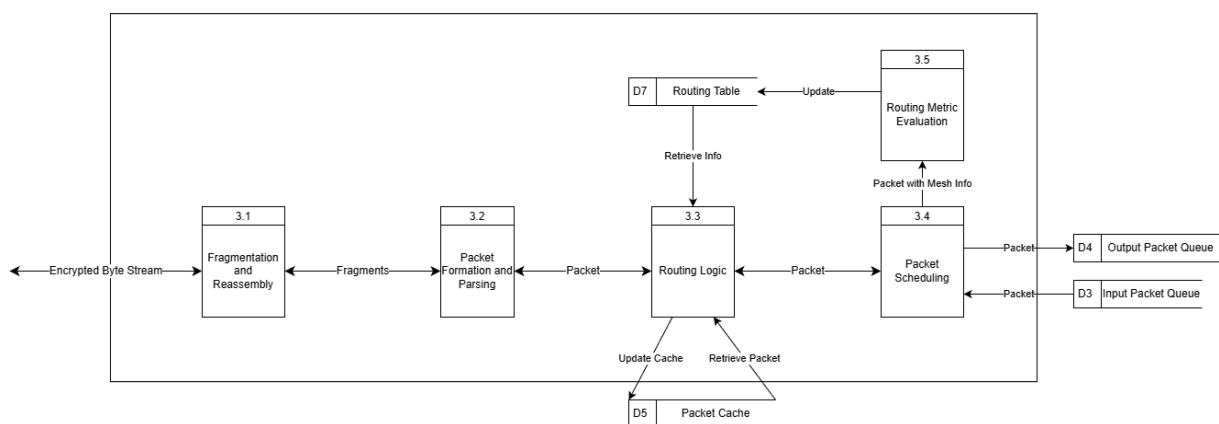 3.5
D7 Routing Table
Update
Routing Metric
Evaluation
Retrieve Info
Packet with Mesh Info
3.1
3.2
3.3
3.4
Encrypted Byte Stream
Fragmentation
and
Reassembly
Fragments
Packet
Formation and
Parsing
Packet
Routing Logic
Packet
Packet
Scheduling
Packet
D4 Output Packet Queue
Packet
D3 Input Packet Queue
Update Cache
Retrieve Packet
D5 Packet Cache